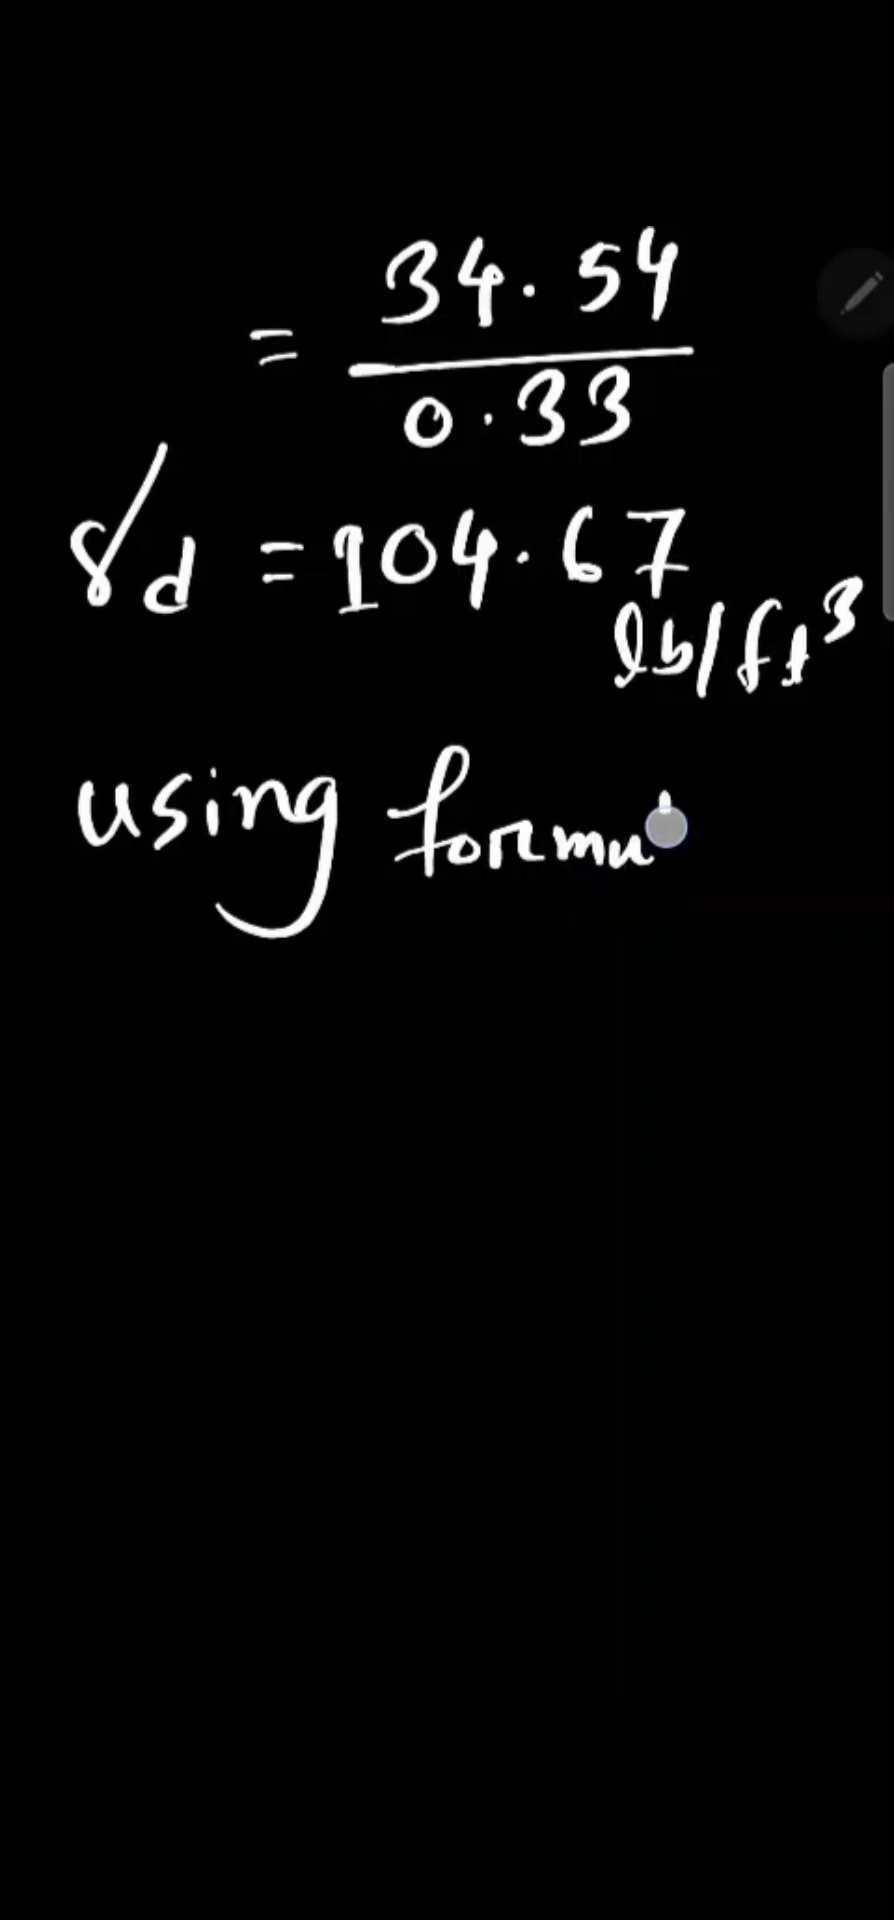 = 34.54
0.33
γd = 104.67
lb/ft³
using formu